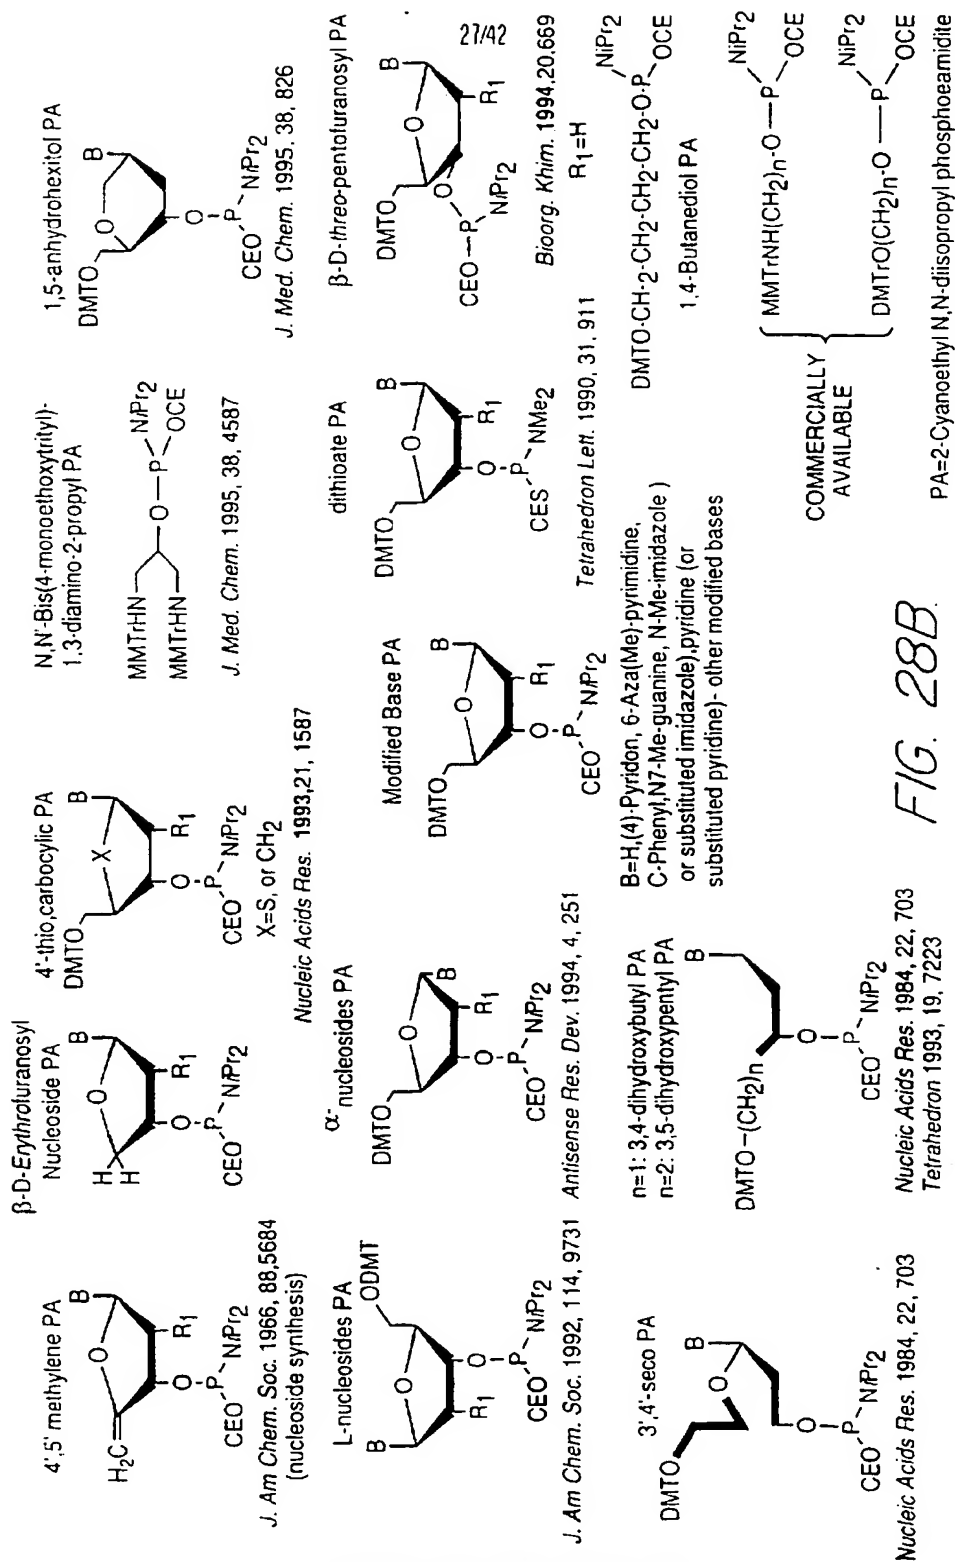 27/42
4',5' methylene PA
H2C
O
B
R1
O
P
CEO
NiPr2
J. Am Chem. Soc. 1966, 88,5684
(nucleoside synthesis)
β-D-Erythrofuranosyl
Nucleoside PA
H
H
O
B
R1
O
P
CEO
NiPr2
4'-thio,carbocylic PA
DMTO
X
B
R1
O
P
CEO
NiPr2
X=S, or CH2
Nucleic Acids Res. 1993,21, 1587
N,N'-Bis(4-monoethoxytrityl)-
1,3-diamino-2-propyl PA
MMTrHN
MMTrHN
O
P
NiPr2
OCE
J. Med. Chem. 1995, 38, 4587
1,5-anhydrohexitol PA
DMTO
O
B
O
P
CEO
NiPr2
J. Med. Chem. 1995, 38, 826
L-nucleosides PA
B
O
ODMT
R1
O
P
CEO
NiPr2
J. Am Chem. Soc. 1992, 114, 9731
α-
nucleosides PA
DMTO
O
B
R1
O
P
CEO
NiPr2
Antisense Res. Dev. 1994, 4, 251
Modified Base PA
DMTO
O
B
R1
O
P
CEO
NiPr2
B=H,(4)-Pyridon, 6-Aza(Me)-pyrimidine,
C-Phenyl,N7-Me-guanine, N-Me-imidazole )
or substituted imidazole),pyridine (or
substituted pyridine)- other modified bases
dithioate PA
DMTO
O
B
R1
O
P
CES
NMe2
Tetrahedron Lett. 1990, 31, 911
β-D-threo-pentofuranosyl PA
DMTO
O
B
R1
O
CEO—P
NiPr2
Bioorg. Khim. 1994,20,669
R1=H
3',4'-seco PA
DMTO
O
B
O
P
CEO
NiPr2
Nucleic Acids Res. 1984, 22, 703
n=1: 3,4-dihydroxybutyl PA
n=2: 3,5-dihydroxypentyl PA
DMTO–(CH2)n
B
O
P
CEO
NiPr2
Nucleic Acids Res. 1984, 22, 703
Tetrahedron 1993, 19, 7223
DMTO-CH-2-CH2-CH2-CH2-O-P
NiPr2
OCE
1,4-Butanediol PA
COMMERCIALLY
AVAILABLE
MMTrNH(CH2)n-O—P
NiPr2
OCE
DMTrO(CH2)n-O—P
NiPr2
OCE
PA=2-Cyanoethyl N,N-diisopropyl phosphoeamidite
FIG. 28B.